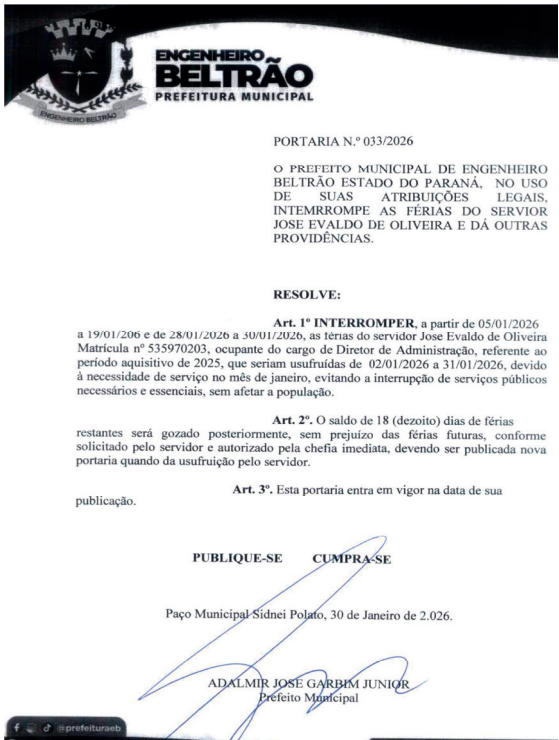 ENGENHEIRO BELTRÃO
ENGENHEIRO
BELTRÃO
PREFEITURA MUNICIPAL
PORTARIA N.º 033/2026
O PREFEITO MUNICIPAL DE ENGENHEIRO
BELTRÃO ESTADO DO PARANÁ, NO USO
DE SUAS ATRIBUIÇÕES LEGAIS,
INTEMRROMPE AS FÉRIAS DO SERVIOR
JOSE EVALDO DE OLIVEIRA E DÁ OUTRAS
PROVIDÊNCIAS.
RESOLVE:
Art. 1º INTERROMPER, a partir de 05/01/2026
a 19/01/206 e de 28/01/2026 a 30/01/2026, as férias do servidor Jose Evaldo de Oliveira
Matrícula nº 535970203, ocupante do cargo de Diretor de Administração, referente ao
período aquisitivo de 2025, que seriam usufruídas de 02/01/2026 a 31/01/2026, devido
à necessidade de serviço no mês de janeiro, evitando a interrupção de serviços públicos
necessários e essenciais, sem afetar a população.
Art. 2º. O saldo de 18 (dezoito) dias de férias
restantes será gozado posteriormente, sem prejuízo das férias futuras, conforme
solicitado pelo servidor e autorizado pela chefia imediata, devendo ser publicada nova
portaria quando da usufruição pelo servidor.
Art. 3º. Esta portaria entra em vigor na data de sua
publicação.
PUBLIQUE-SE CUMPRA-SE
Paço Municipal Sidnei Polato, 30 de Janeiro de 2.026.
ADALMIR JOSE GARBIM JUNIOR
Prefeito Municipal
@prefeituraeb